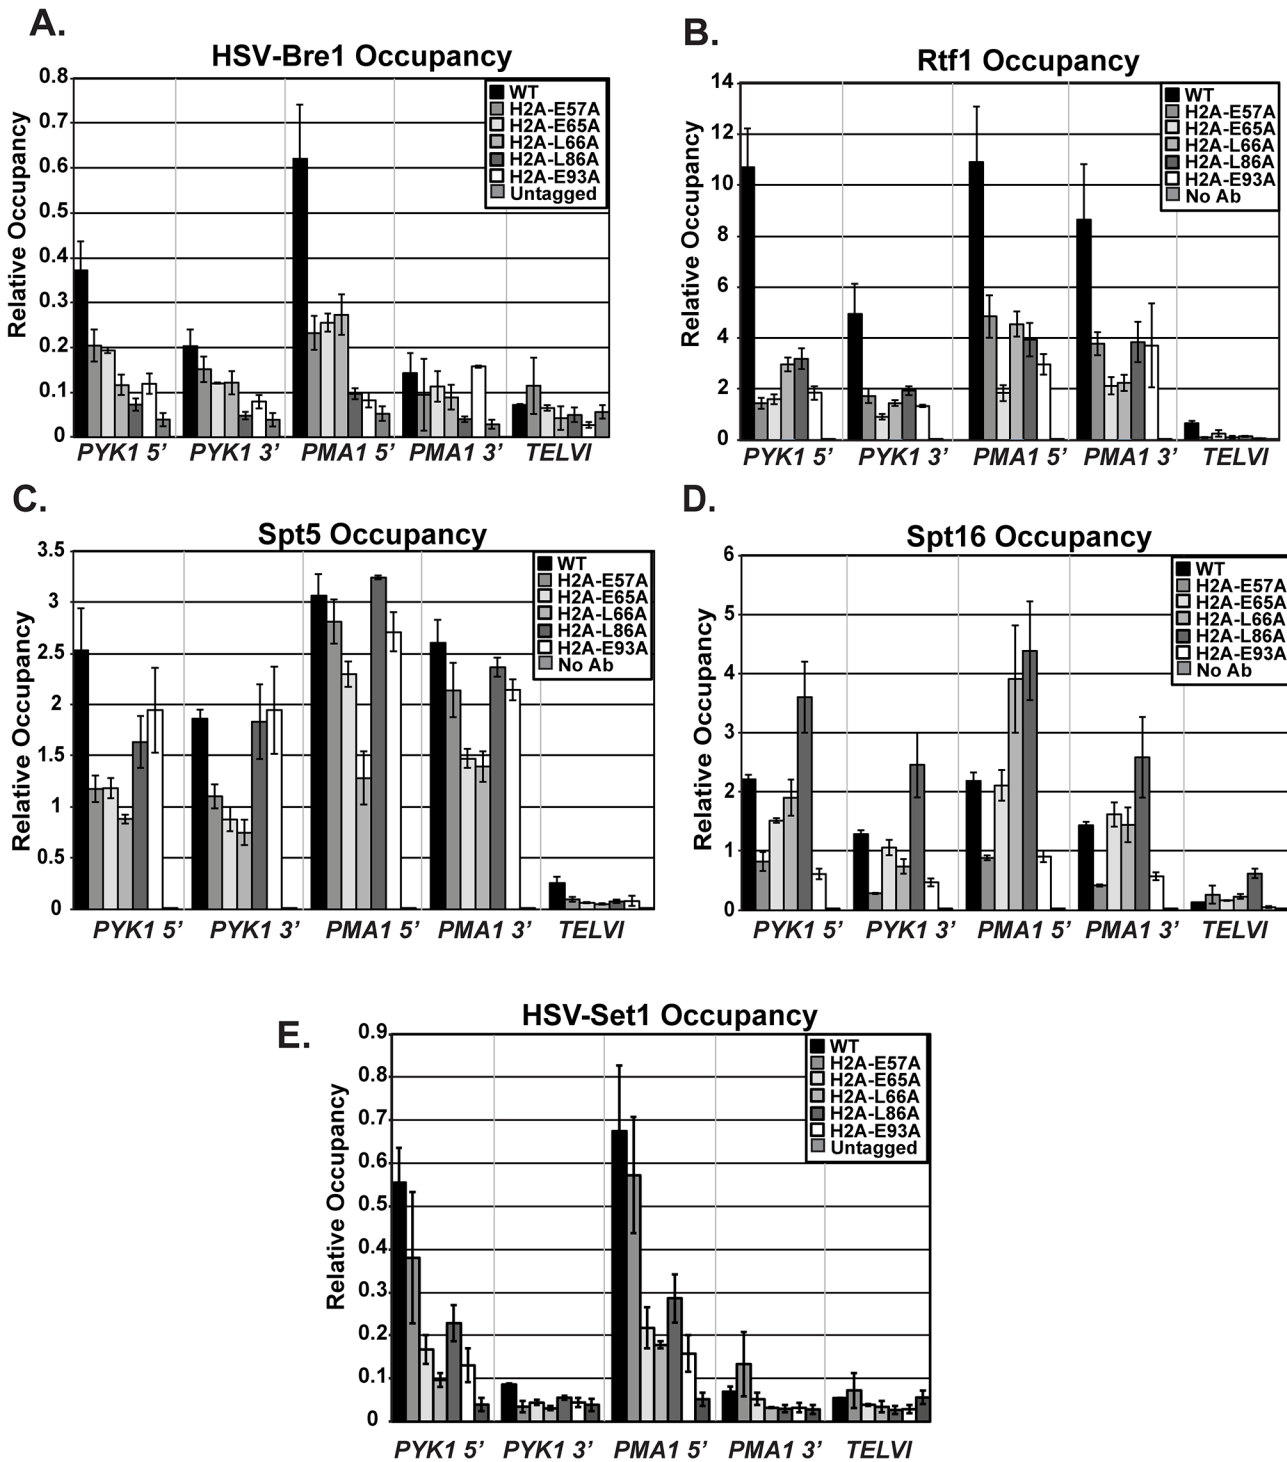 A.
HSV-Bre1 Occupancy
Relative Occupancy
0.8
0.7
0.6
0.5
0.4
0.3
0.2
0.1
0
WT
H2A-E57A
H2A-E65A
H2A-L66A
H2A-L86A
H2A-E93A
Untagged
PYK1 5’ PYK1 3’ PMA1 5’ PMA1 3’ TELVI
B.
Rtf1 Occupancy
Relative Occupancy
14
12
10
8
6
4
2
0
WT
H2A-E57A
H2A-E65A
H2A-L66A
H2A-L86A
H2A-E93A
No Ab
PYK1 5’ PYK1 3’ PMA1 5’ PMA1 3’ TELVI
C.
Spt5 Occupancy
Relative Occupancy
3.5
3
2.5
2
1.5
1
0.5
0
WT
H2A-E57A
H2A-E65A
H2A-L66A
H2A-L86A
H2A-E93A
No Ab
PYK1 5’ PYK1 3’ PMA1 5’ PMA1 3’ TELVI
D.
Spt16 Occupancy
Relative Occupancy
6
5
4
3
2
1
0
WT
H2A-E57A
H2A-E65A
H2A-L66A
H2A-L86A
H2A-E93A
No Ab
PYK1 5’ PYK1 3’ PMA1 5’ PMA1 3’ TELVI
E.
HSV-Set1 Occupancy
Relative Occupancy
0.9
0.8
0.7
0.6
0.5
0.4
0.3
0.2
0.1
0
WT
H2A-E57A
H2A-E65A
H2A-L66A
H2A-L86A
H2A-E93A
Untagged
PYK1 5’ PYK1 3’ PMA1 5’ PMA1 3’ TELVI